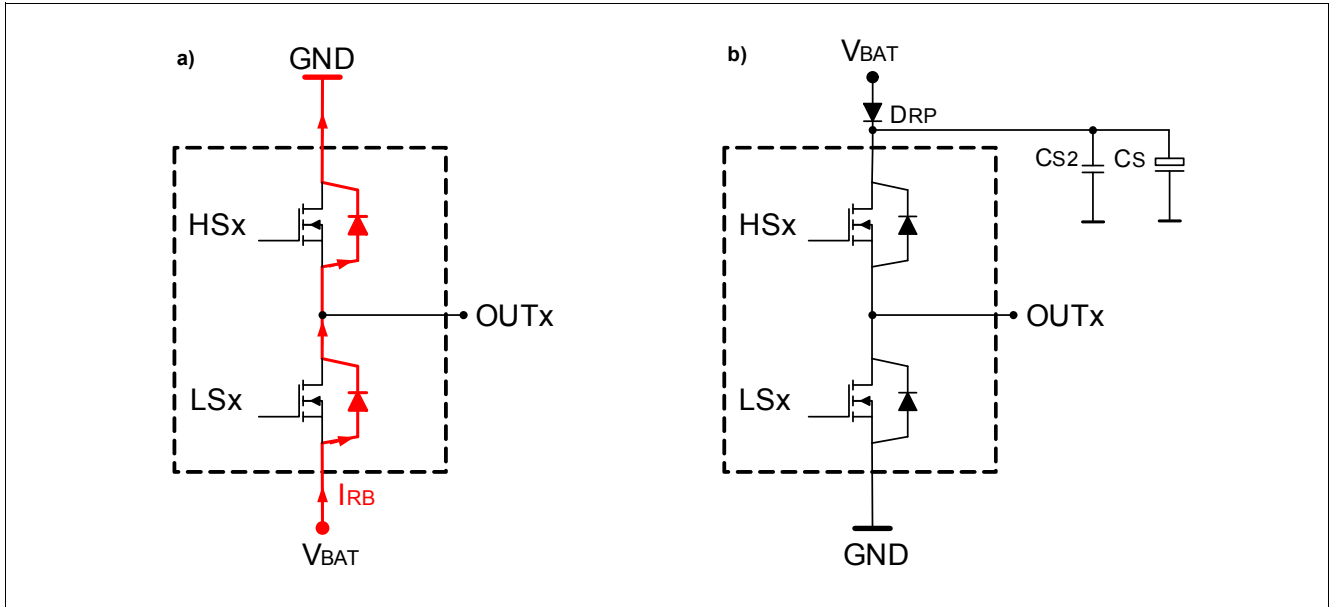 a)
GND
HSx
OUTx
LSx
IRB
VBAT
b)
VBAT
DRP
CS2
CS
HSx
OUTx
LSx
GND